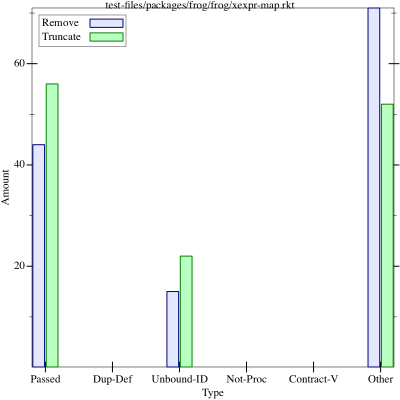 test-files/packages/frog/frog/xexpr-map.rkt
Remove
Truncate
60
40
20
Amount
Passed Dup-Def Unbound-ID Not-Proc Contract-V Other
Type